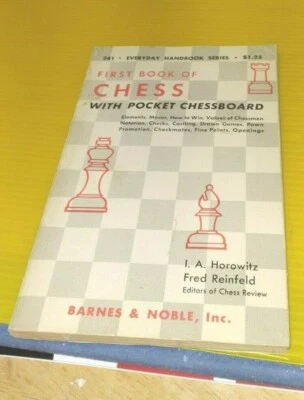 261 • EVERYDAY HANDBOOK SERIES • $1.25
FIRST BOOK OF
CHESS
WITH POCKET CHESSBOARD
Elements, Moves, How to Win, Values of Chessmen
Notation, Checks, Castling, Drawn Games, Pawn
Promotion, Checkmates, Fine Points, Openings
I. A. Horowitz
Fred Reinfeld
Editors of Chess Review
BARNES & NOBLE, Inc.